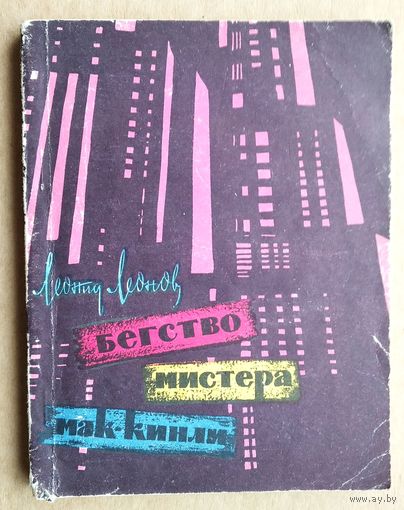 Леонид Леонов
Бегство
мистера
мак-кинли
www.ay.by